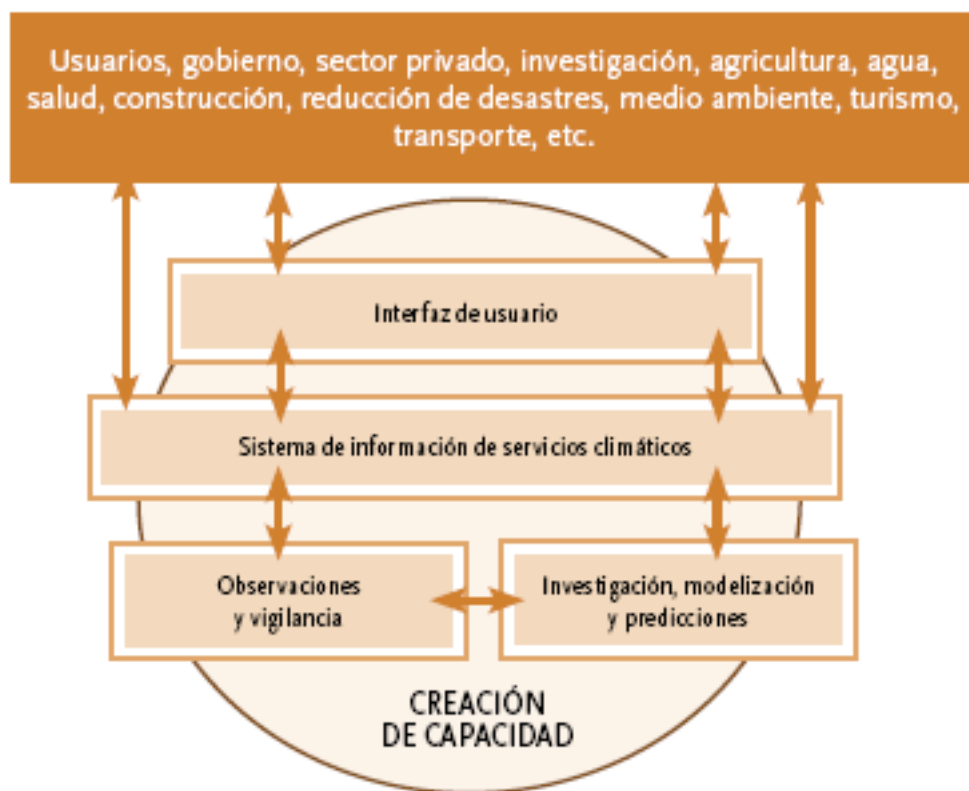 Usuarios, gobierno, sector privado, investigación, agricultura, agua,
salud, construcción, reducción de desastres, medio ambiente, turismo,
transporte, etc.
Interfaz de usuario
Sistema de información de servicios climáticos
Observaciones
y vigilancia
Investigación, modelización
y predicciones
CREACIÓN
DE CAPACIDAD